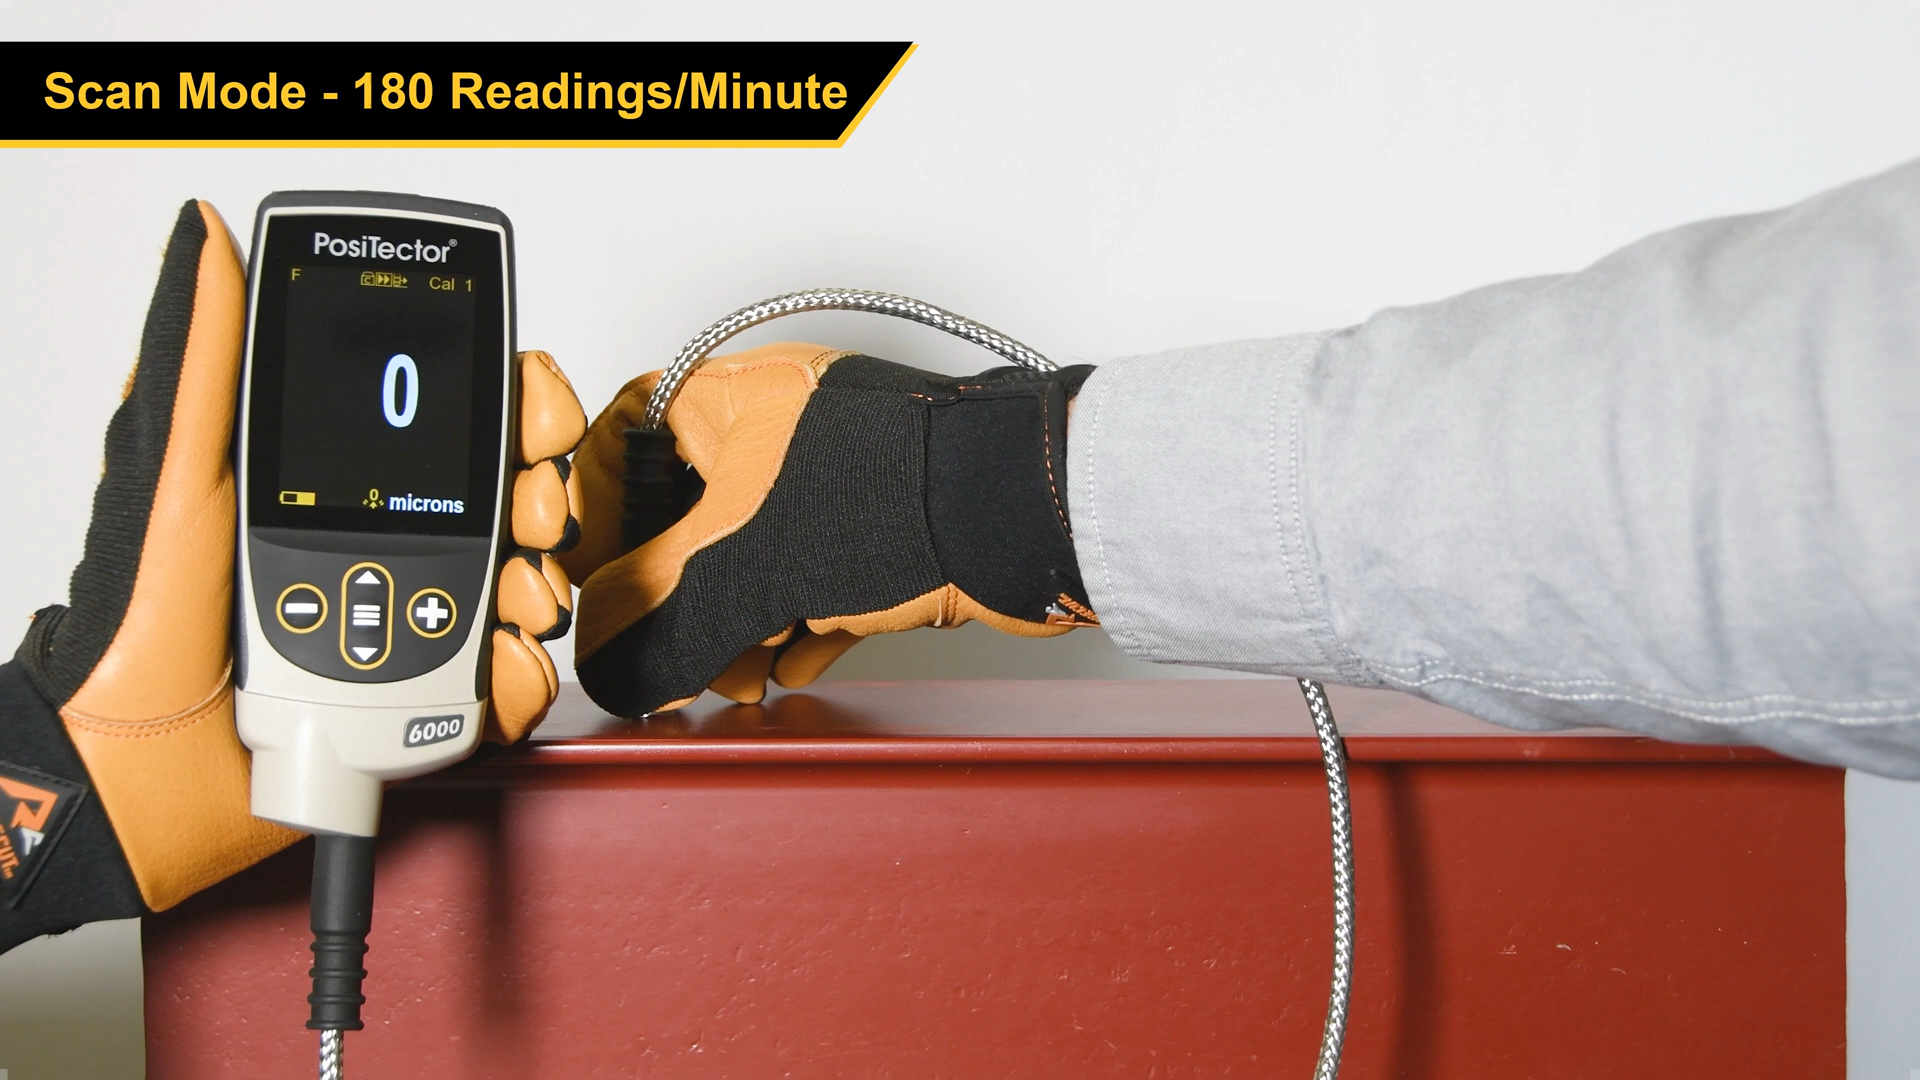 Scan Mode - 180 Readings/Minute
PosiTector®
F
Cal 1
0
microns
6000